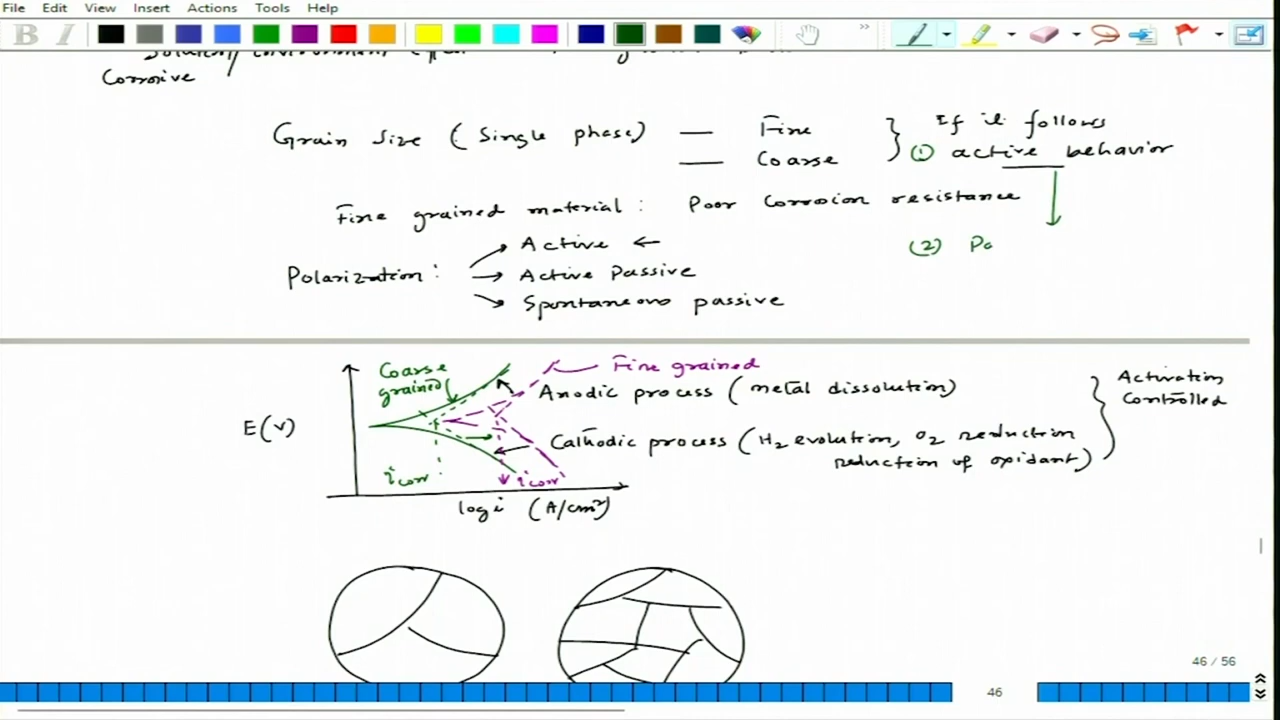 File Edit View Insert Actions Tools Help
B I
Corrosive
Grain Size (Single phase) — Fine
— Coarse
If it follows
(1) active behavior
Fine grained material: Poor Corrosion resistance
(2) Pa
Polarization: Active ←
→ Active Passive
Spontaneous passive
Coarse grained
Fine grained
Anodic process (metal dissolution)
Activation Controlled
E(V)
Cathodic process (H2 evolution, O2 reduction
reduction of oxidant)
icorr icorr
log i (A/cm²)
46 / 56
46